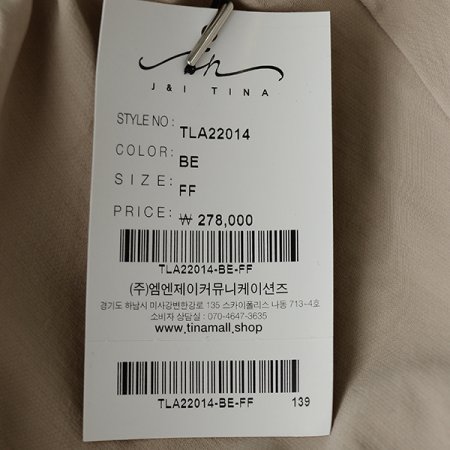 J&I TINA
STYLE NO : TLA22014
COLOR: BE
SIZE: FF
PRICE: ₩ 278,000
TLA22014-BE-FF
(주)엠엔제이커뮤니케이션즈
경기도 하남시 미사강변한강로 135 스카이폴리스 나동 713-4호
소비자 상담실 : 070-4647-3635
www.tinamall.shop
TLA22014-BE-FF 139